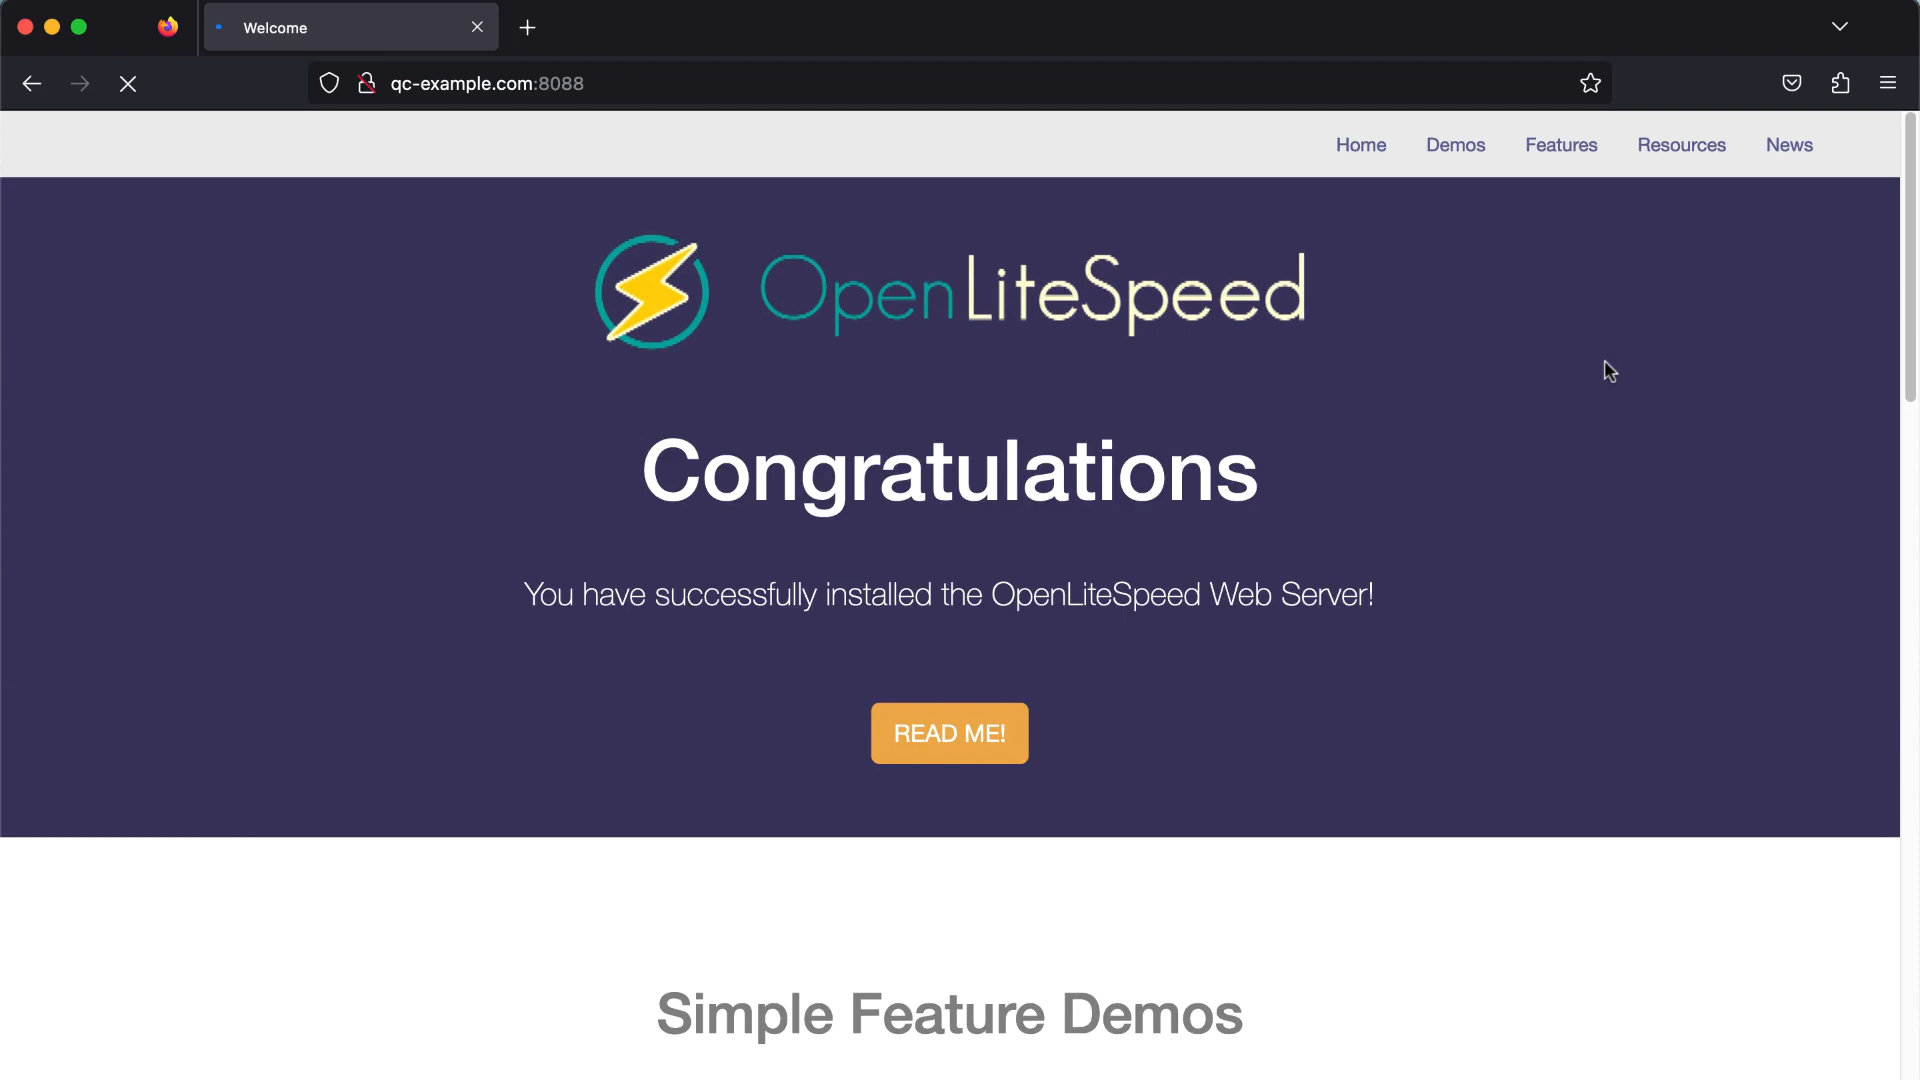 Welcome
qc-example.com:8088
Home Demos Features Resources News
OpenLiteSpeed
Congratulations
You have successfully installed the OpenLiteSpeed Web Server!
READ ME!
Simple Feature Demos